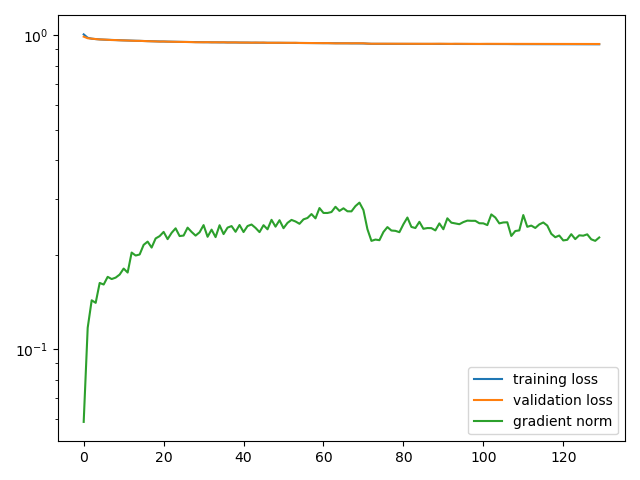 10⁰
10⁻¹
training loss
validation loss
gradient norm
0 20 40 60 80 100 120